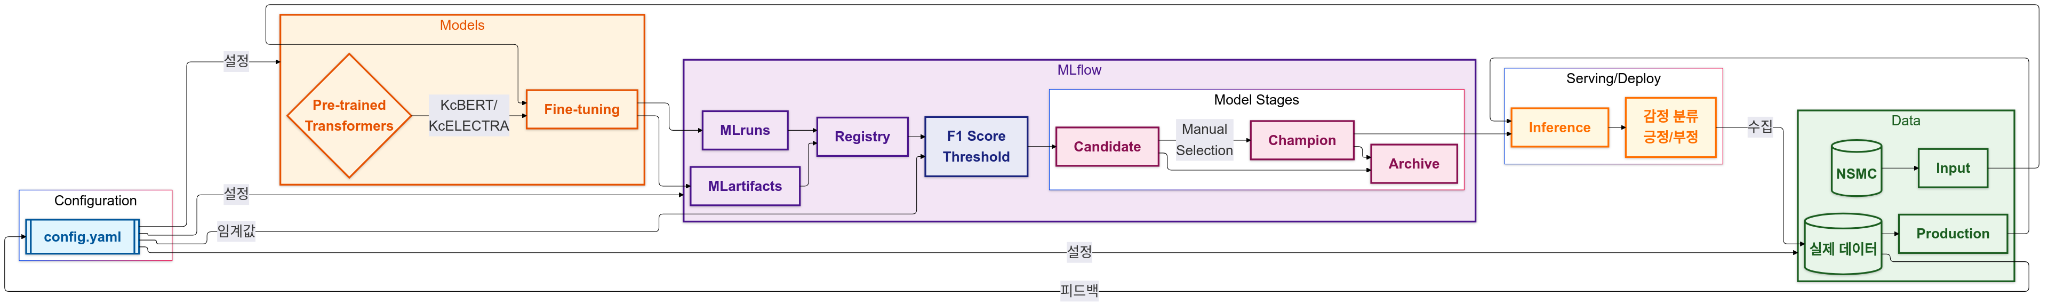 Configuration
config.yaml
설정
설정
임계값
설정
피드백
Models
Pre-trained
Transformers
KcBERT/
KcELECTRA
Fine-tuning
MLflow
MLruns
MLartifacts
Registry
F1 Score
Threshold
Model Stages
Candidate
Manual
Selection
Champion
Archive
Serving/Deploy
Inference
감정 분류
긍정/부정
수집
Data
NSMC
Input
실제 데이터
Production